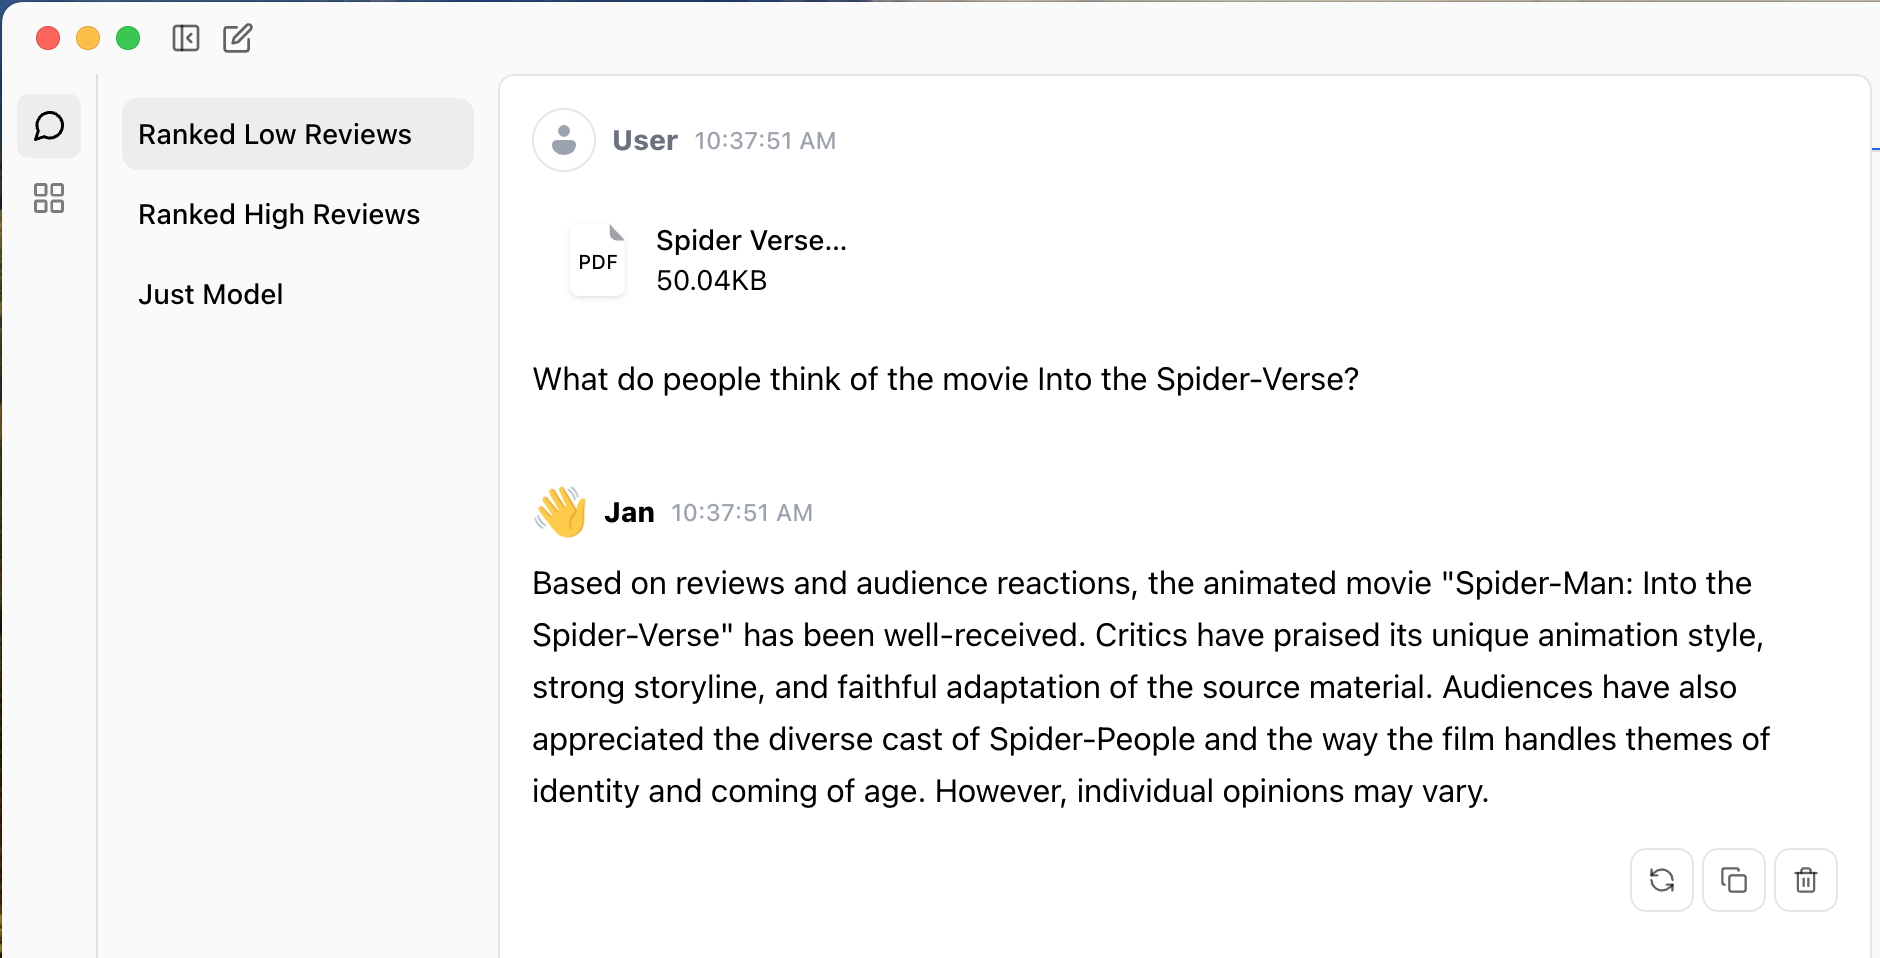 Ranked Low Reviews
Ranked High Reviews
Just Model
User 10:37:51 AM
PDF
Spider Verse...
50.04KB
What do people think of the movie Into the Spider-Verse?
Jan 10:37:51 AM
Based on reviews and audience reactions, the animated movie "Spider-Man: Into the
Spider-Verse" has been well-received. Critics have praised its unique animation style,
strong storyline, and faithful adaptation of the source material. Audiences have also
appreciated the diverse cast of Spider-People and the way the film handles themes of
identity and coming of age. However, individual opinions may vary.